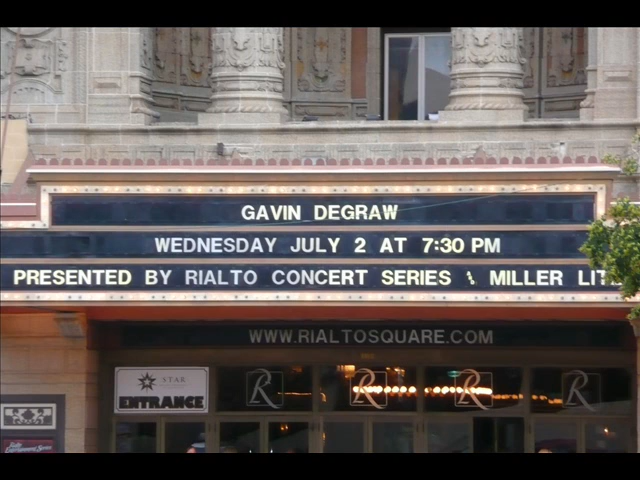 GAVIN DEGRAW
WEDNESDAY JULY 2 AT 7:30 PM
PRESENTED BY RIALTO CONCERT SERIES & MILLER LITE
WWW.RIALTOSQUARE.COM
STAR
ENTRANCE
R R R R